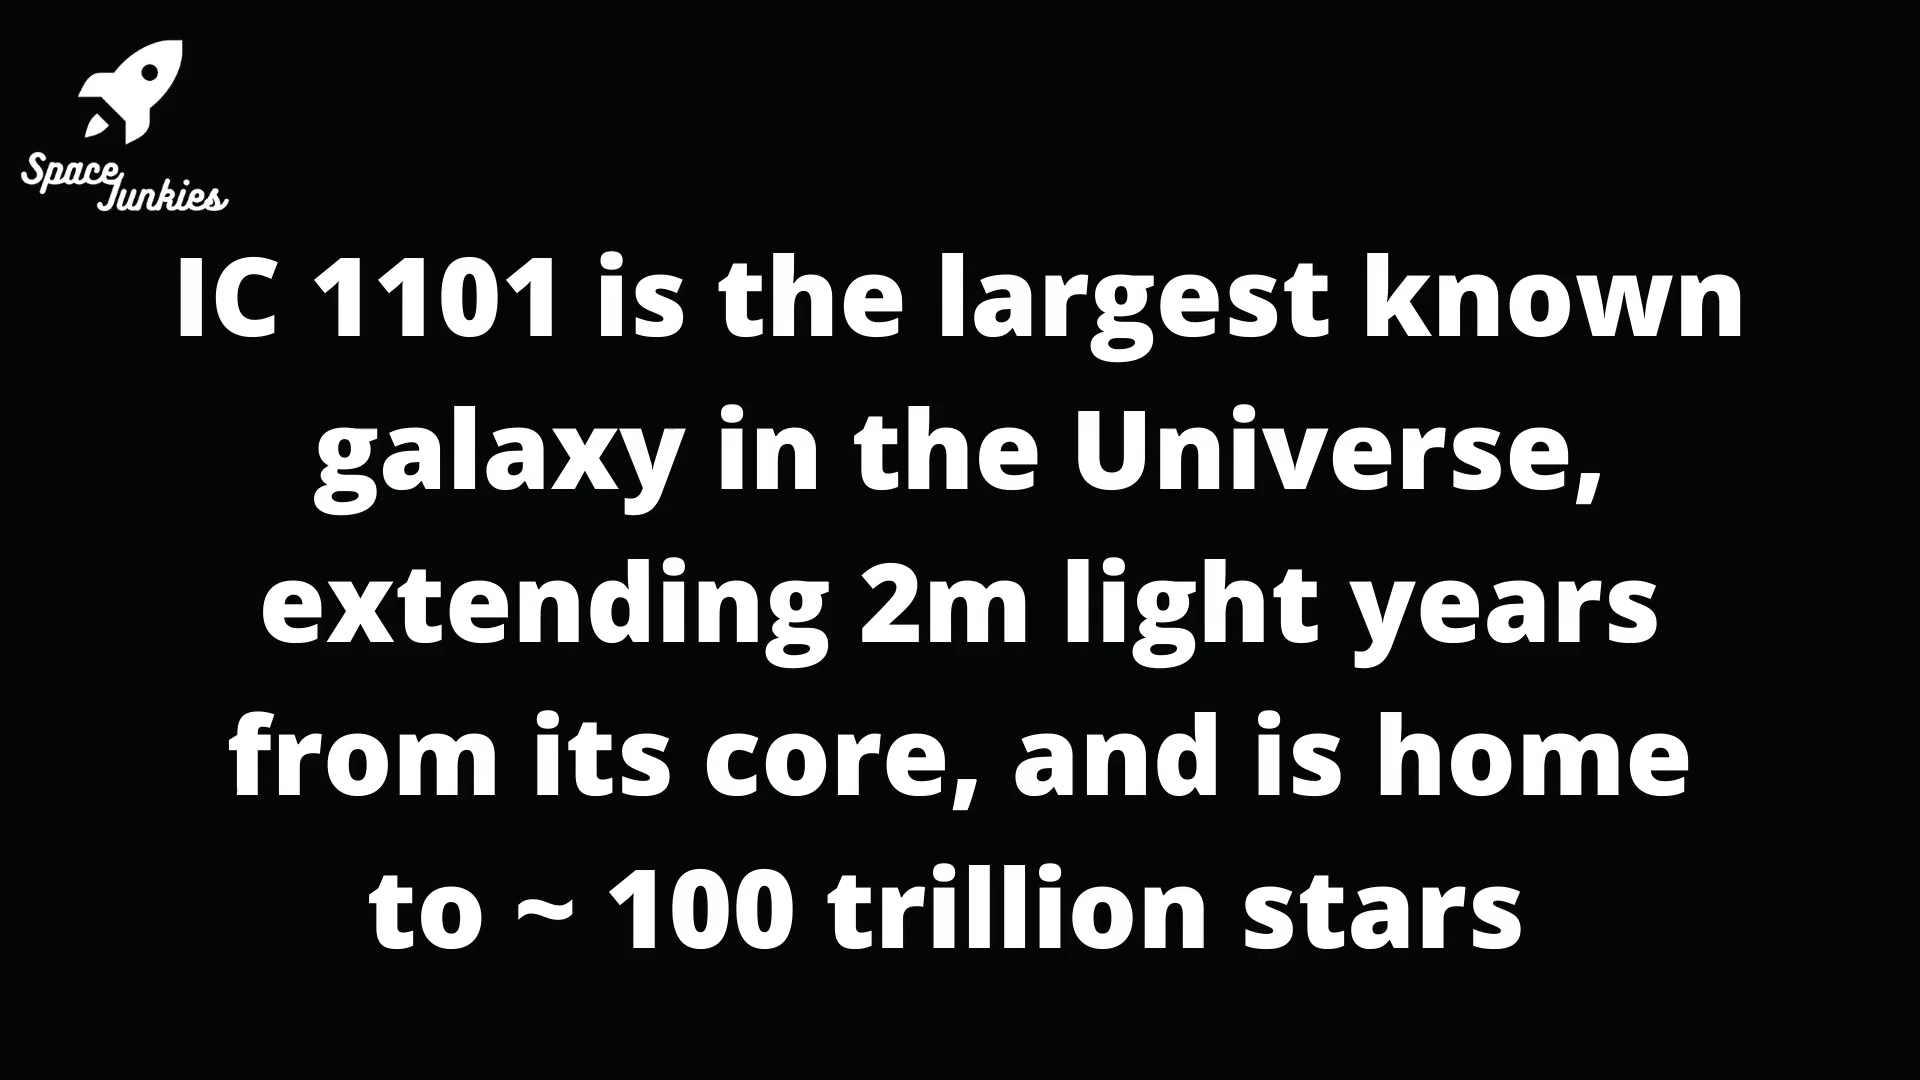 Space
Junkies
IC 1101 is the largest known
galaxy in the Universe,
extending 2m light years
from its core, and is home
to ~ 100 trillion stars